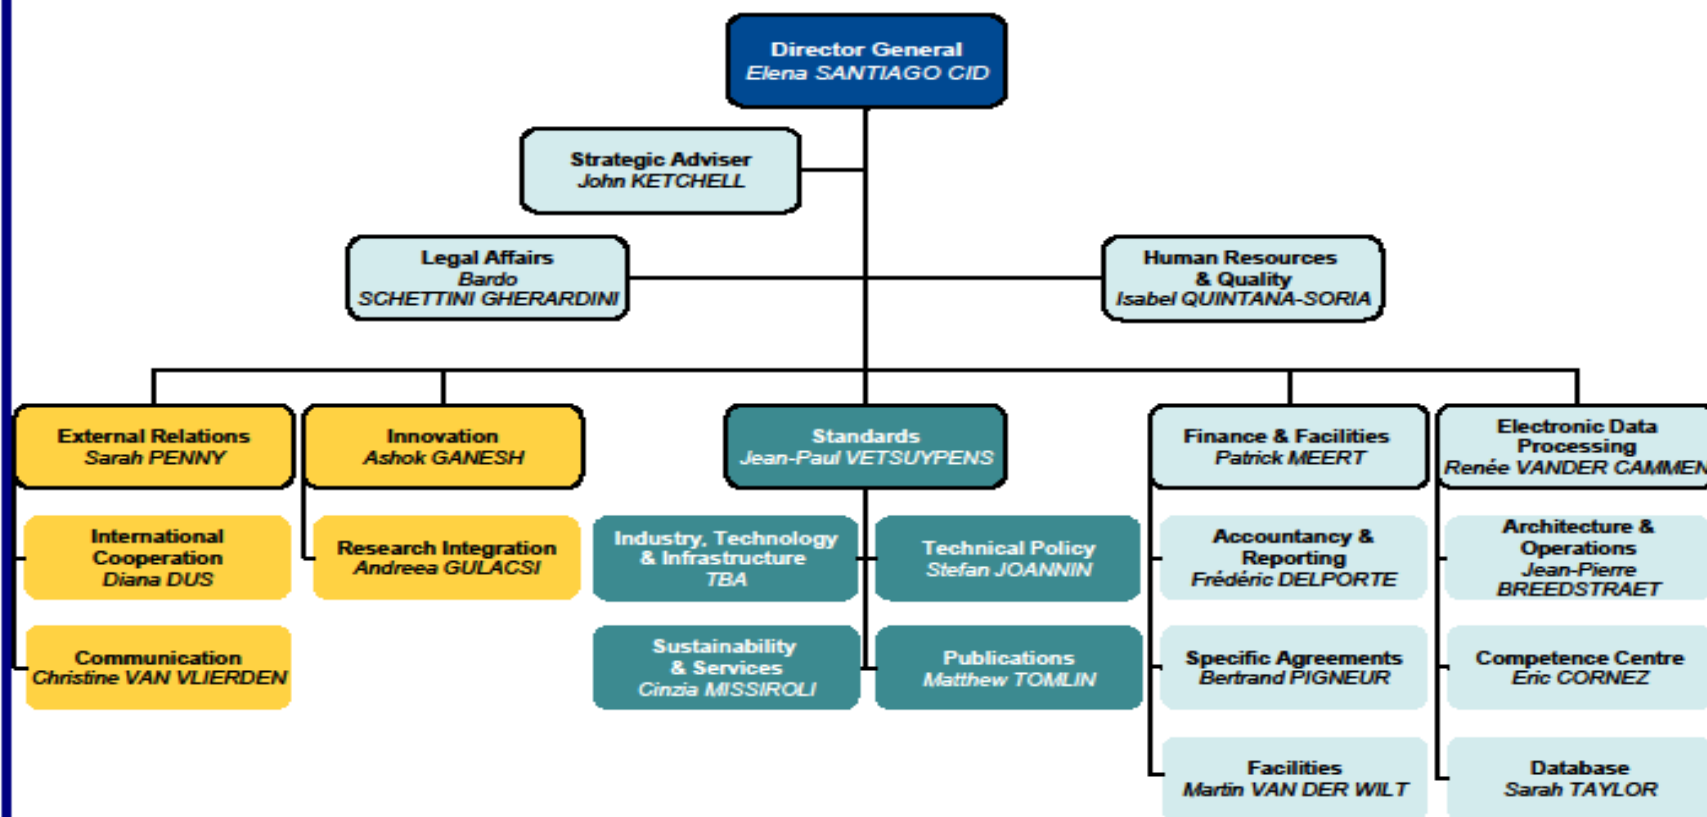 Director General
Elena SANTIAGO CID
Strategic Adviser
John KETCHELL
Legal Affairs
Bardo
SCHETTINI GHERARDINI
Human Resources
& Quality
Isabel QUINTANA-SORIA
External Relations
Sarah PENNY
Innovation
Ashok GANESH
Standards
Jean-Paul VETSUYPENS
Finance & Facilities
Patrick MEERT
Electronic Data
Processing
Renée VANDER CAMMEN
International
Cooperation
Diana DUS
Research Integration
Andreea GULACSI
Industry, Technology
& Infrastructure
TBA
Technical Policy
Stefan JOANNIN
Accountancy &
Reporting
Frédéric DELPORTE
Architecture &
Operations
Jean-Pierre
BREEDSTRAET
Communication
Christine VAN VLIERDEN
Sustainability
& Services
Cinzia MISSIROLI
Publications
Matthew TOMLIN
Specific Agreements
Bertrand PIGNEUR
Competence Centre
Eric CORNEZ
Facilities
Martin VAN DER WILT
Database
Sarah TAYLOR